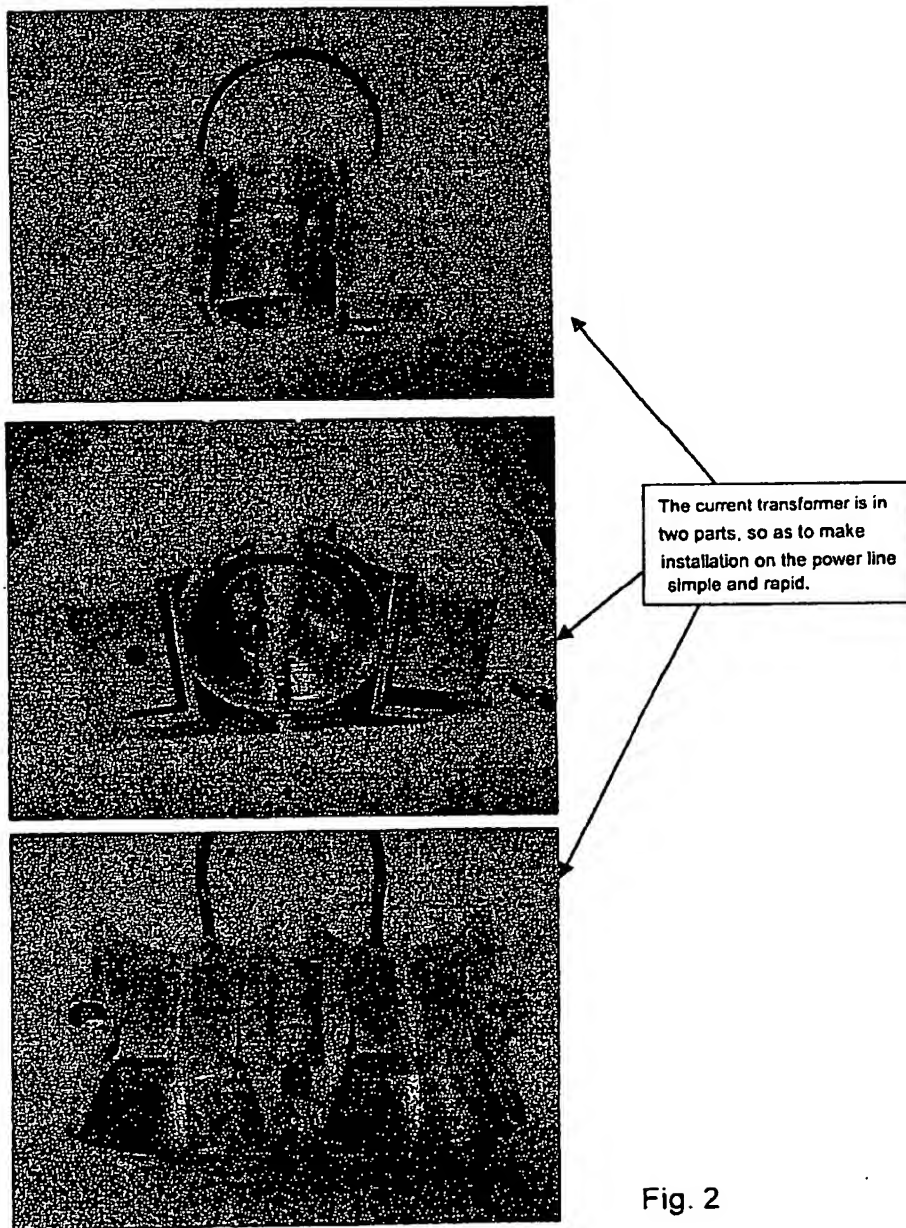 The current transformer is in
two parts, so as to make
installation on the power line
simple and rapid.
Fig. 2